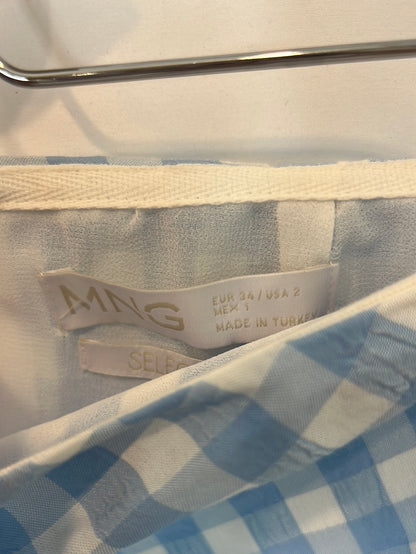 MNG
EUR 34 / USA 2
MEX 1
MADE IN TURKEY